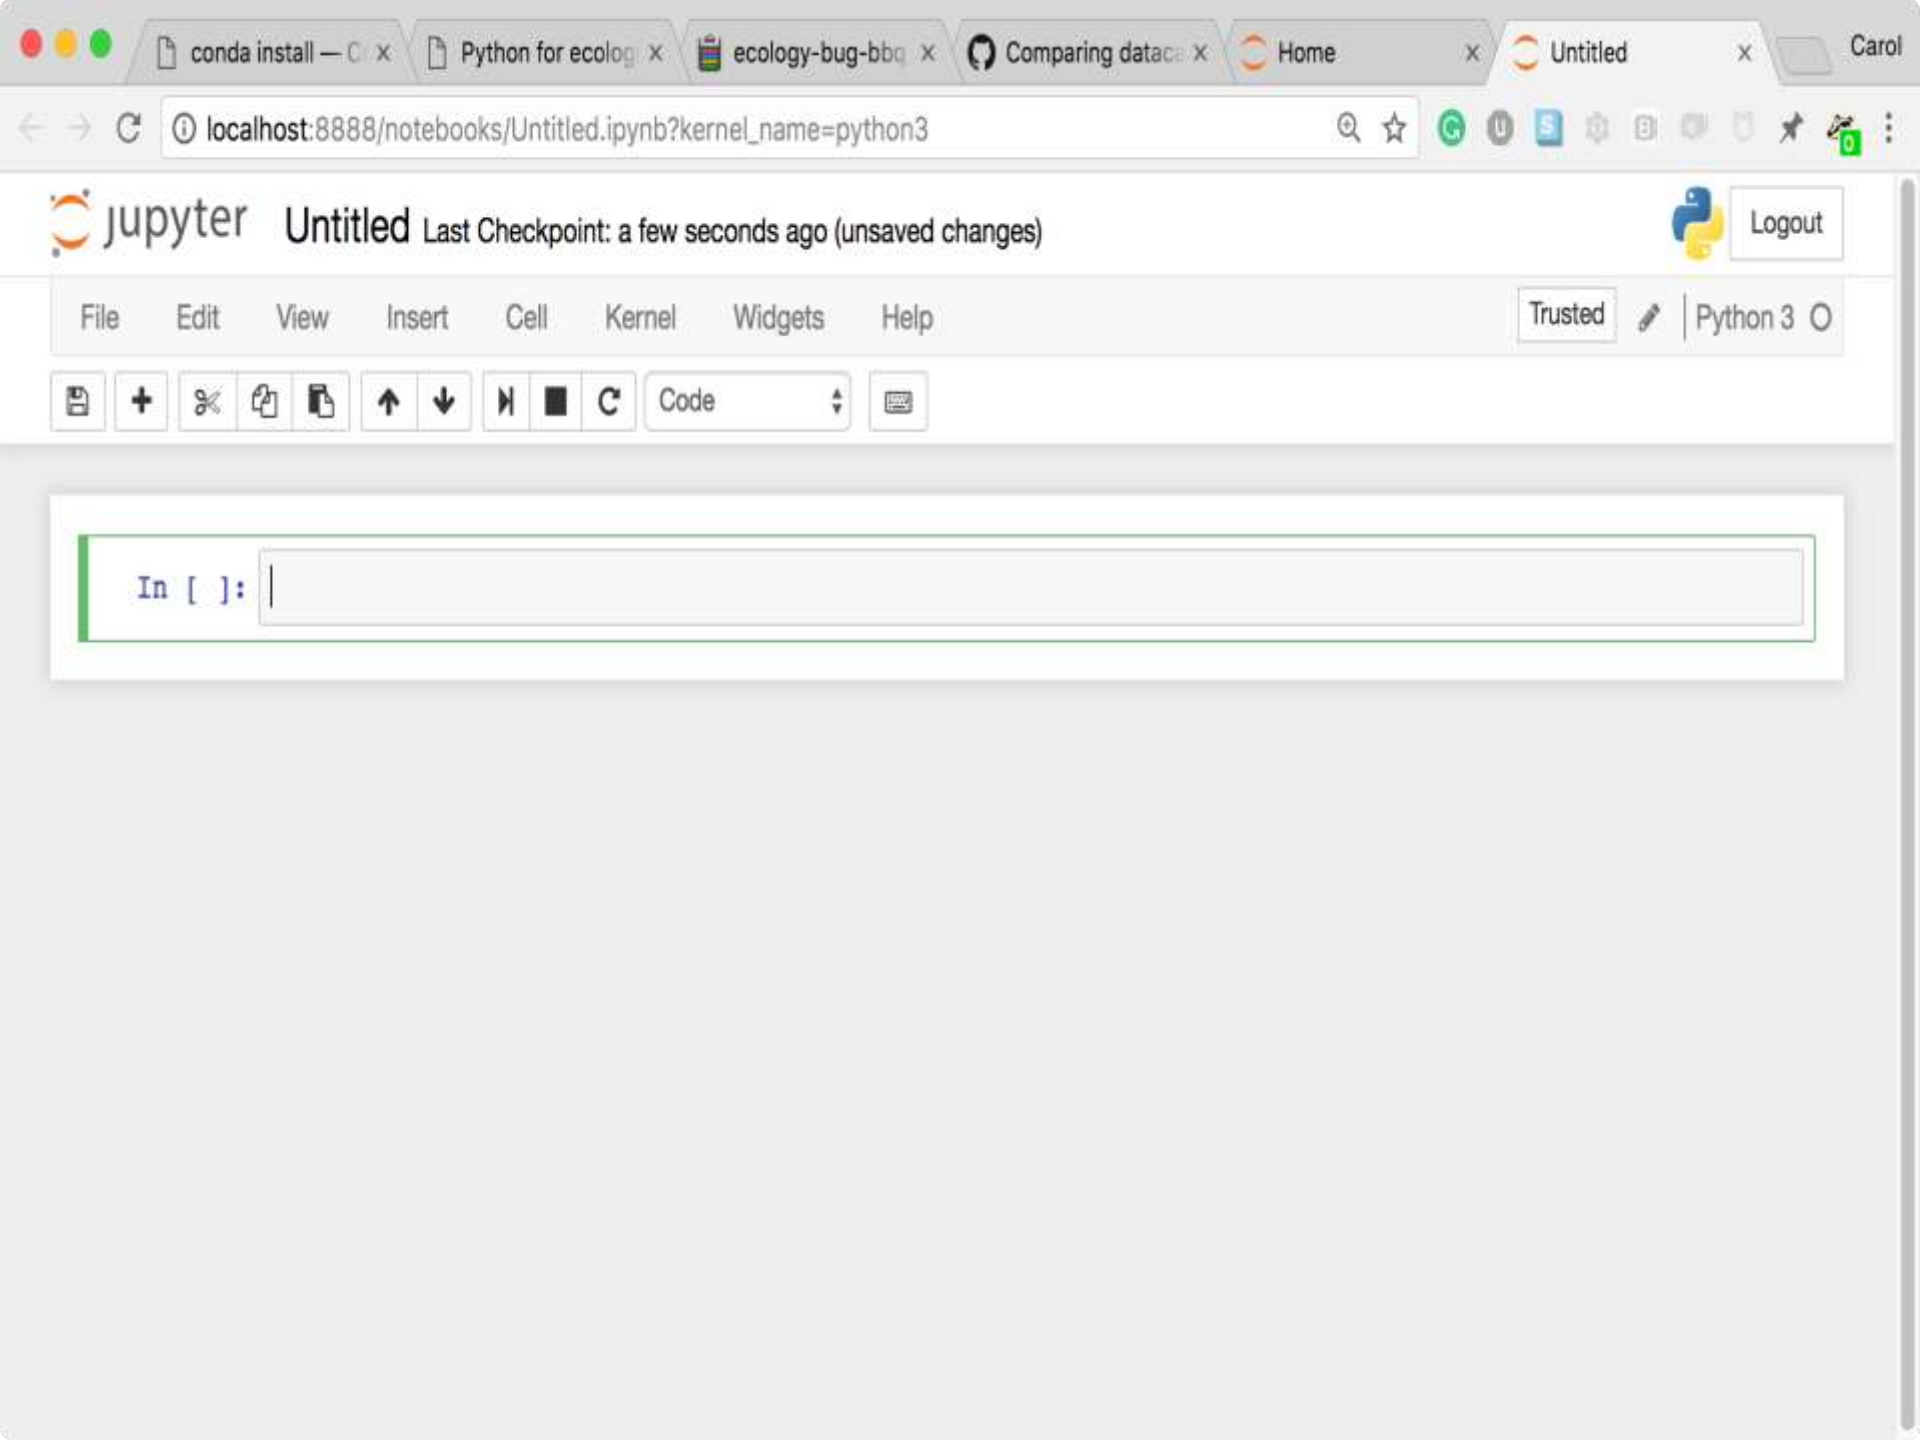 conda install — C
Python for ecolog
ecology-bug-bbq
Comparing dataca
Home
Untitled
Carol
localhost:8888/notebooks/Untitled.ipynb?kernel_name=python3
jupyter Untitled Last Checkpoint: a few seconds ago (unsaved changes)
Logout
File Edit View Insert Cell Kernel Widgets Help
Trusted
Python 3
Code
In [ ]: